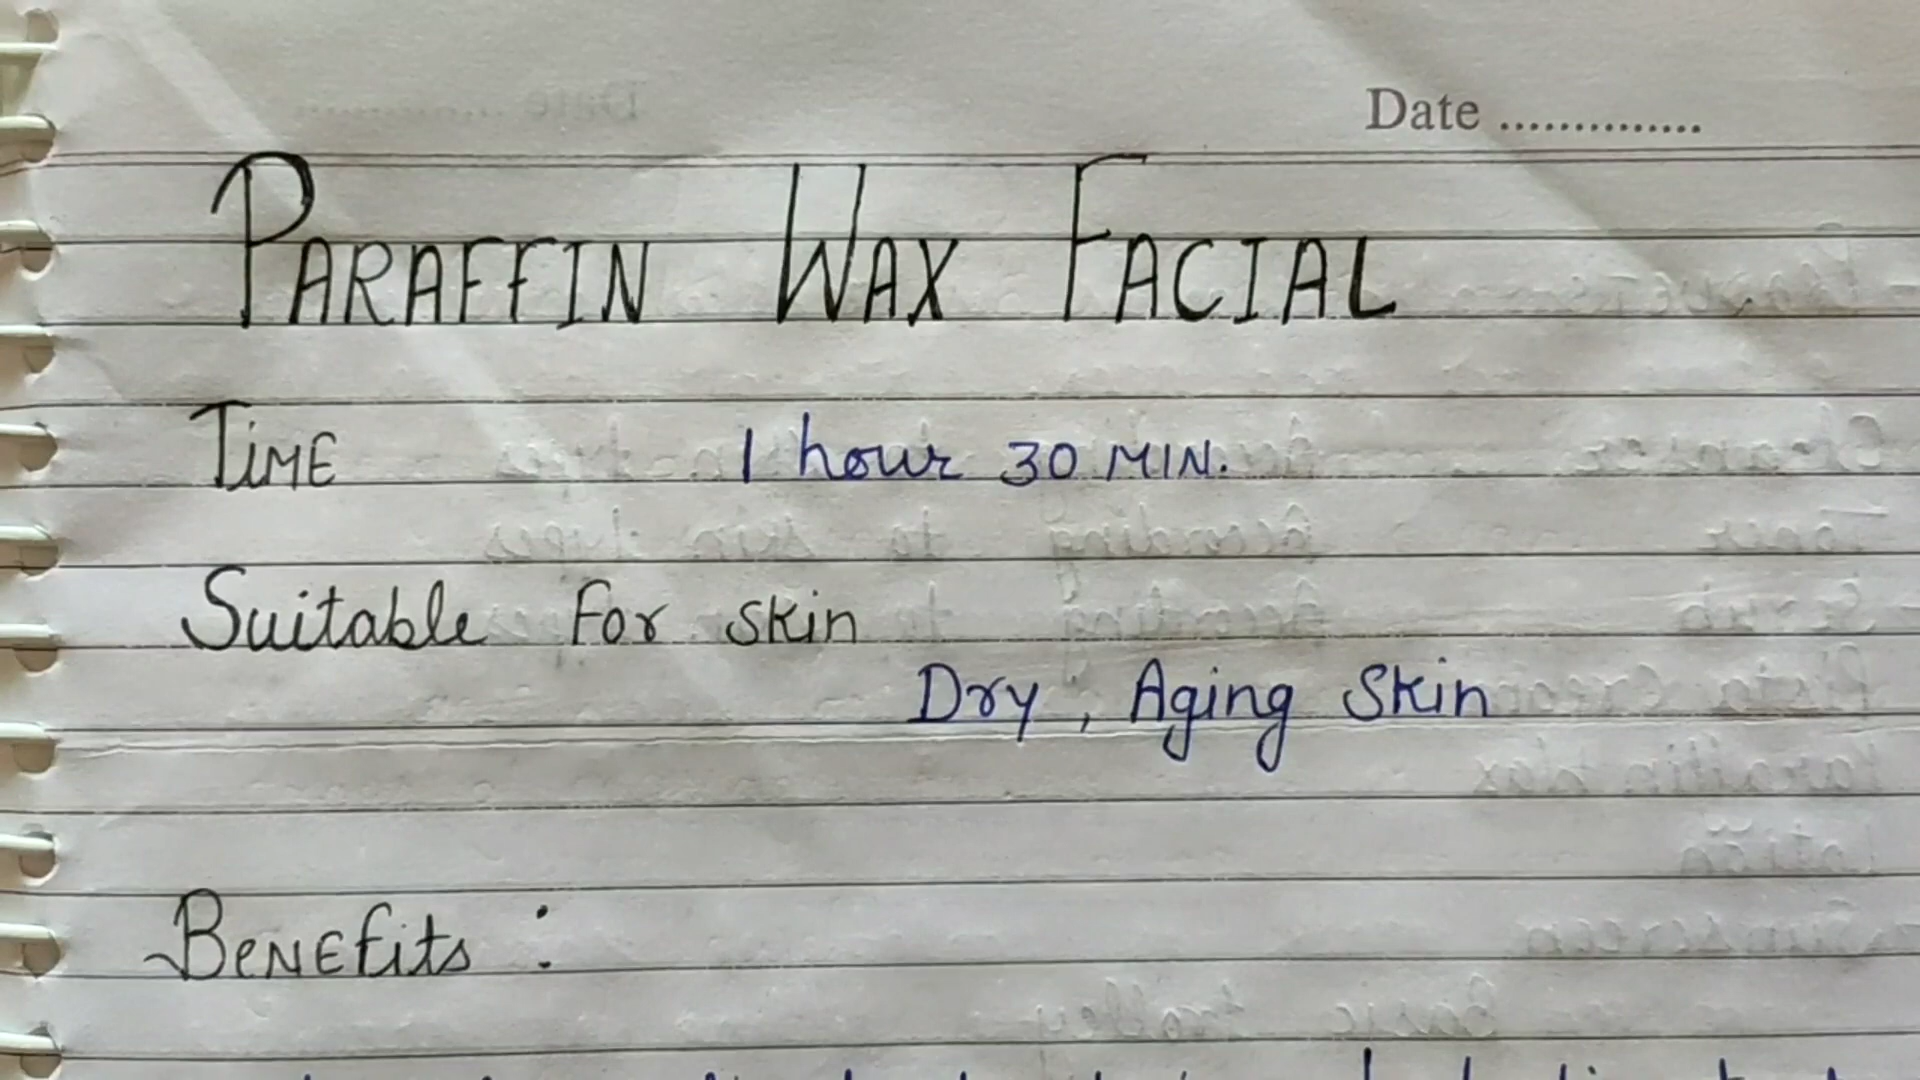 Date ..............
PARAFFIN WAX FACIAL
TIME 1 hour 30 MIN.
Suitable For skin
Dry, Aging Skin
BENEfits :